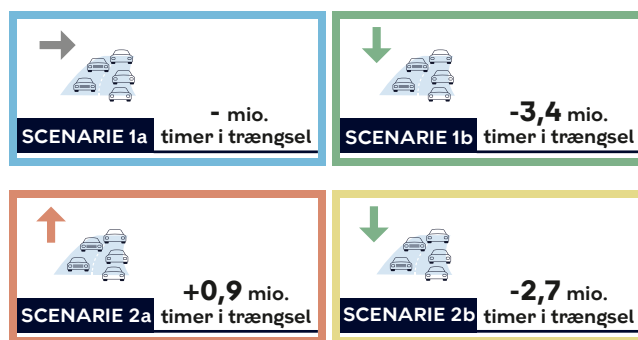 - mio.
SCENARIE 1a timer i trængsel
-3,4 mio.
SCENARIE 1b timer i trængsel
+0,9 mio.
SCENARIE 2a timer i trængsel
-2,7 mio.
SCENARIE 2b timer i trængsel